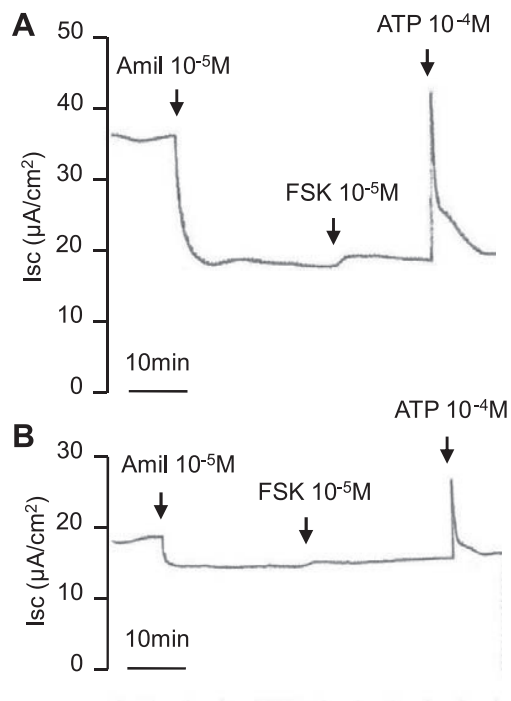 A
50
ATP 10⁻⁴M
Amil 10⁻⁵M
40
30
FSK 10⁻⁵M
Isc (µA/cm²)
20
10
10min
0
ATP 10⁻⁴M
B
30
Amil 10⁻⁵M
FSK 10⁻⁵M
20
Isc (µA/cm²)
10
10min
0